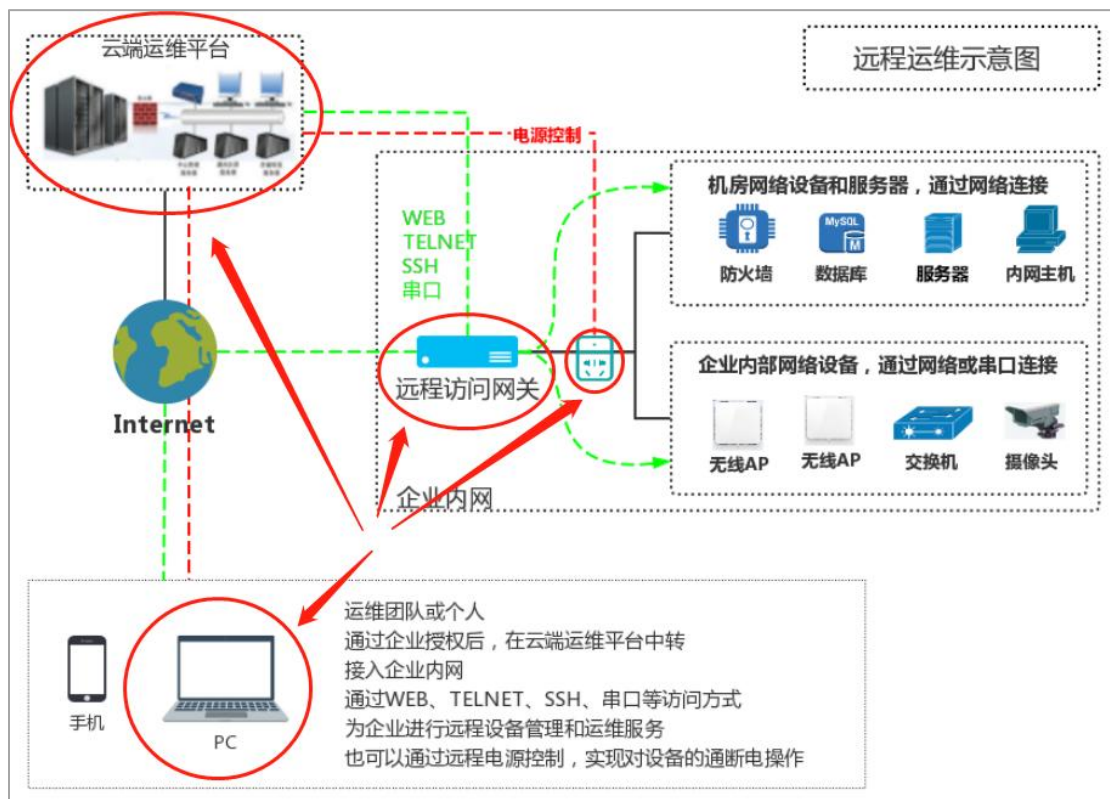 云端运维平台
远程运维示意图
电源控制
机房网络设备和服务器，通过网络连接
WEB
TELNET
SSH
串口
MySQL
M
防火墙
数据库
服务器
内网主机
企业内部网络设备，通过网络或串口连接
远程访问网关
Internet
无线AP
无线AP
交换机
摄像头
企业内网
运维团队或个人
通过企业授权后，在云端运维平台中转
接入企业内网
通过WEB、TELNET、SSH、串口等访问方式
为企业进行远程设备管理和运维服务
也可以通过远程电源控制，实现对设备的通断电操作
手机
PC